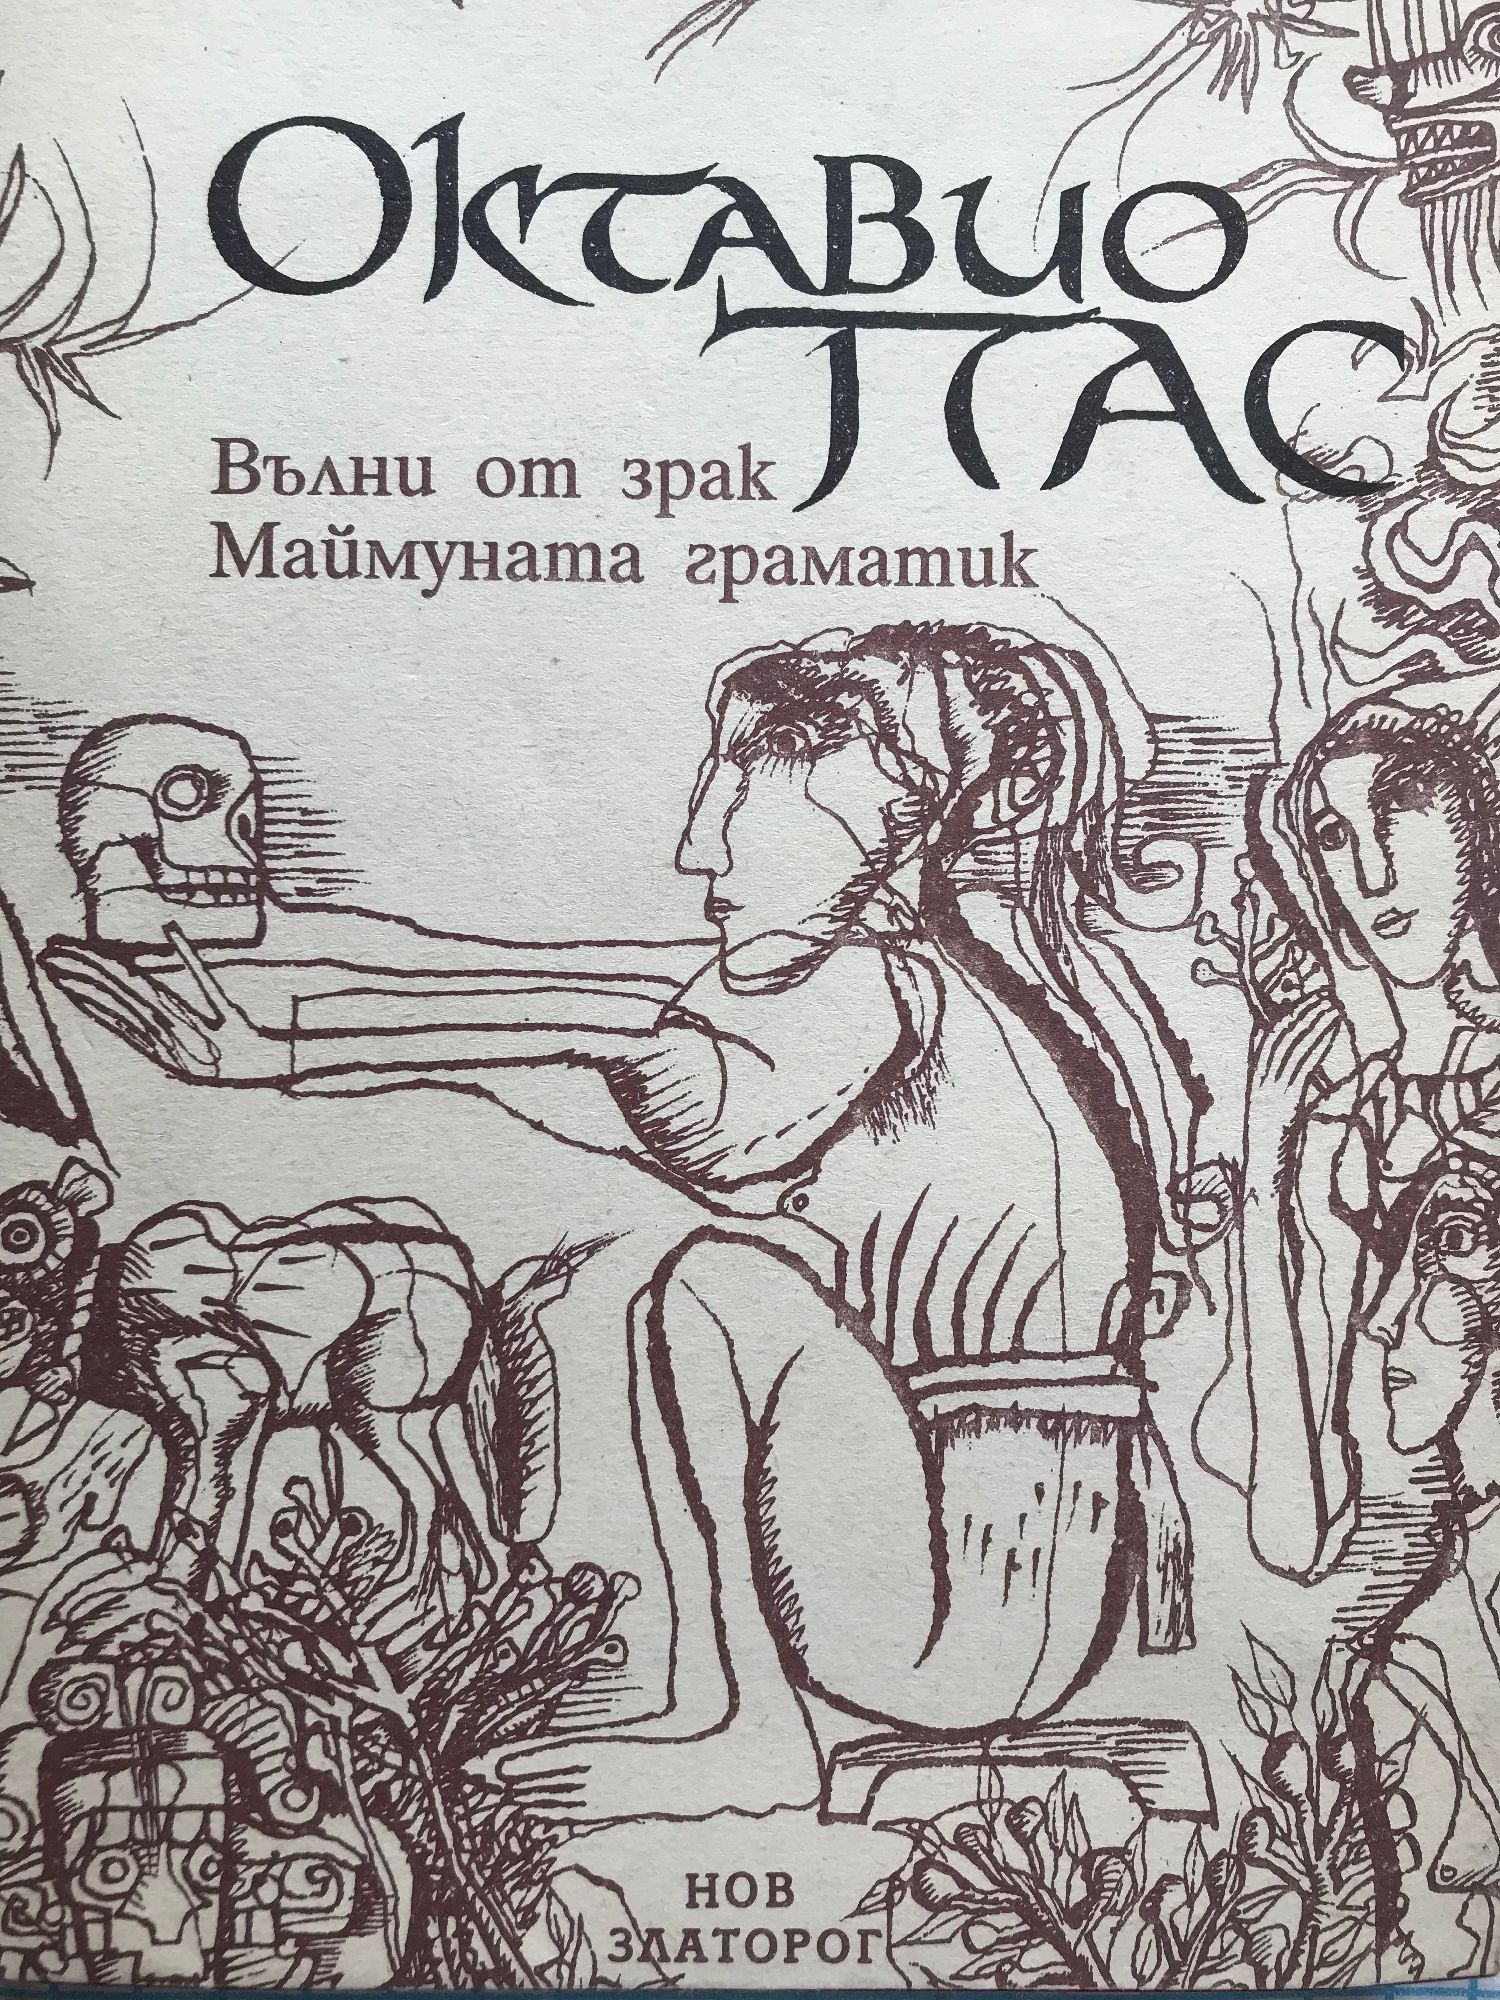 Октавио
Пас
Вълни от зрак
Маймуната граматик
НОВ
ЗЛАТОРОГ